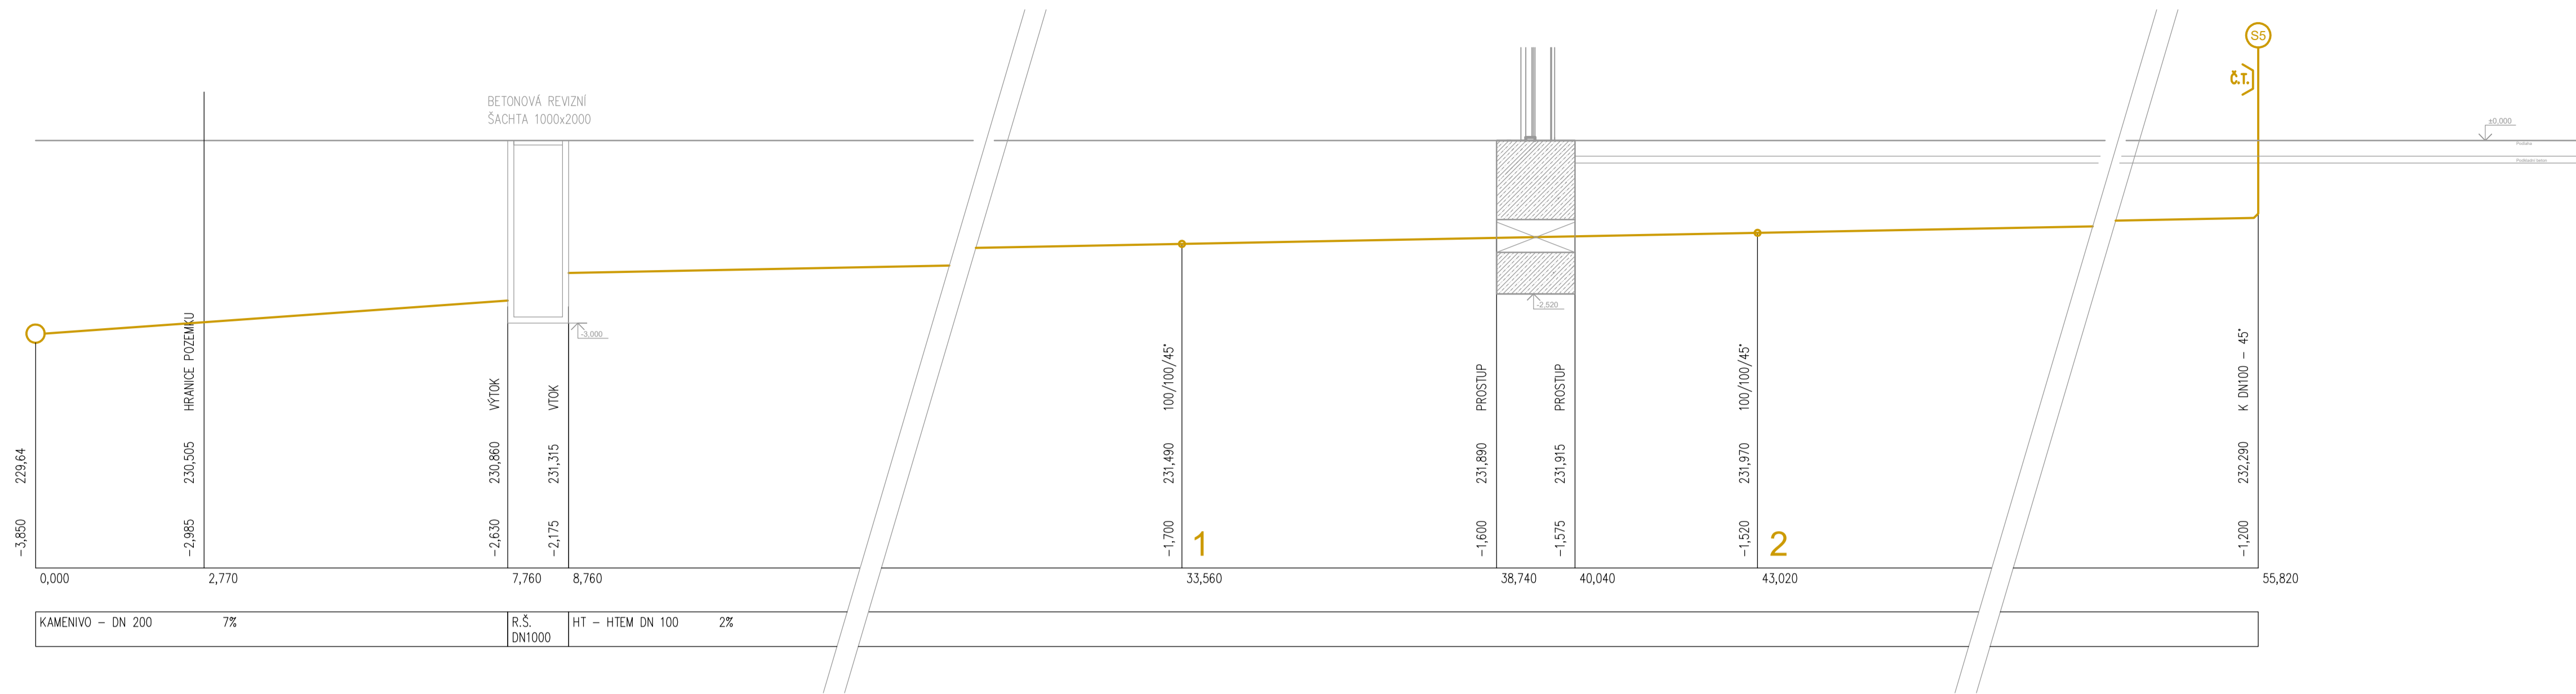 S5
Č.T.
BETONOVÁ REVIZNÍ
ŠACHTA 1000x2000
±0,000
Podlaha
Podkladní beton
-2,520
-3,000
HRANICE POZEMKU
VÝTOK
VTOK
100/100/45°
PROSTUP
PROSTUP
100/100/45°
K DN100 - 45°
229,64
230,505
230,860
231,315
231,490
231,890
231,915
231,970
232,290
-3,850
-2,985
-2,630
-2,175
-1,700
1
-1,600
-1,575
-1,520
2
-1,200
0,000
2,770
7,760
8,760
33,560
38,740
40,040
43,020
55,820
KAMENIVO - DN 200 7%
R.Š.
DN1000
HT - HTEM DN 100 2%